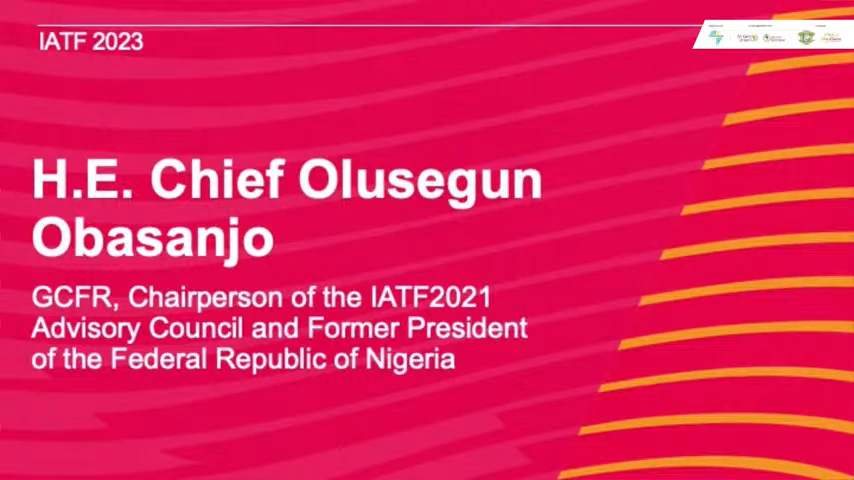 IATF 2023
H.E. Chief Olusegun
Obasanjo
GCFR, Chairperson of the IATF2021
Advisory Council and Former President
of the Federal Republic of Nigeria